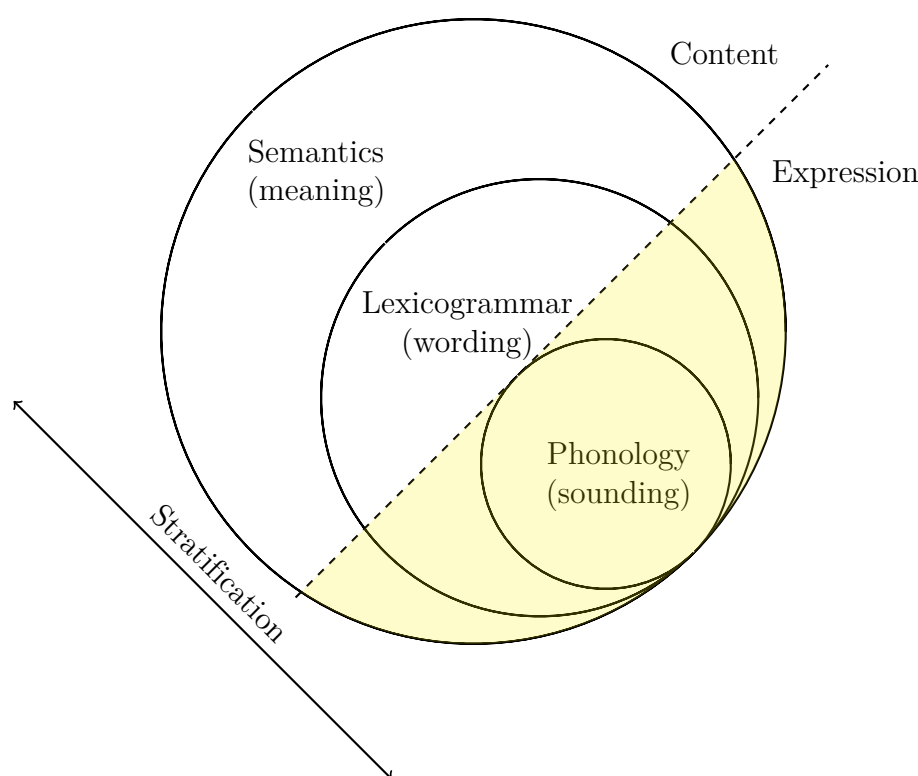 Content
Semantics
(meaning)
Expression
Lexicogrammar
(wording)
Phonology
(sounding)
Stratification